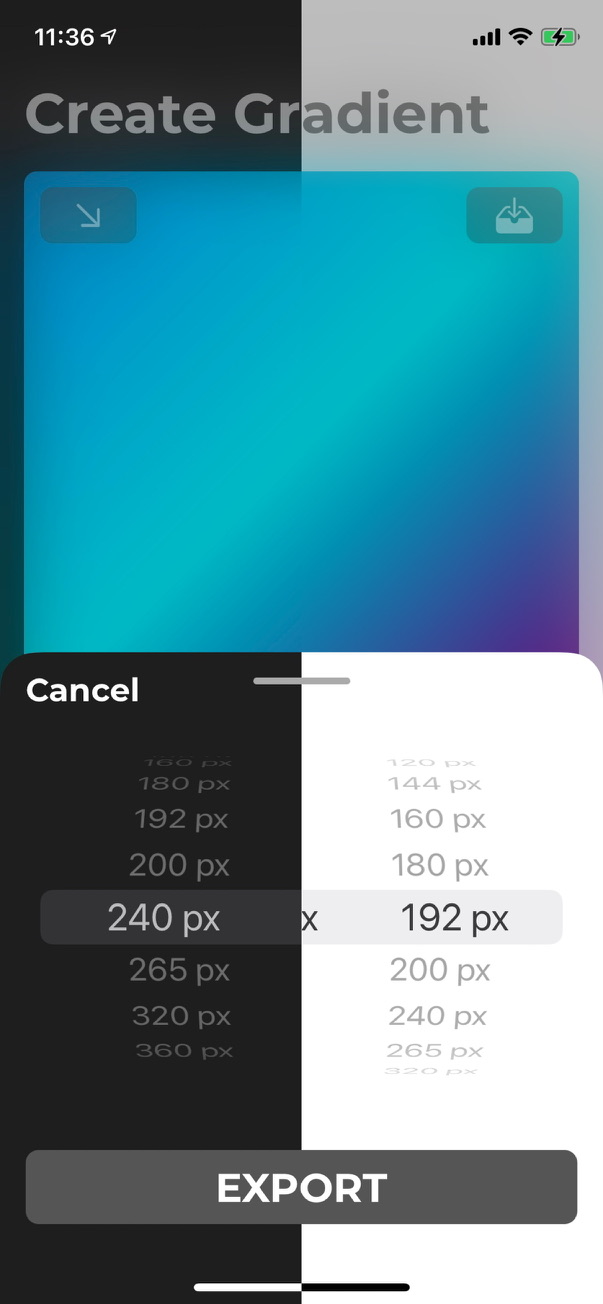 11:36
Create Gradient
Cancel
160 px 120 px
180 px 144 px
192 px 160 px
200 px 180 px
240 px x 192 px
265 px 200 px
320 px 240 px
360 px 265 px
320 px
EXPORT